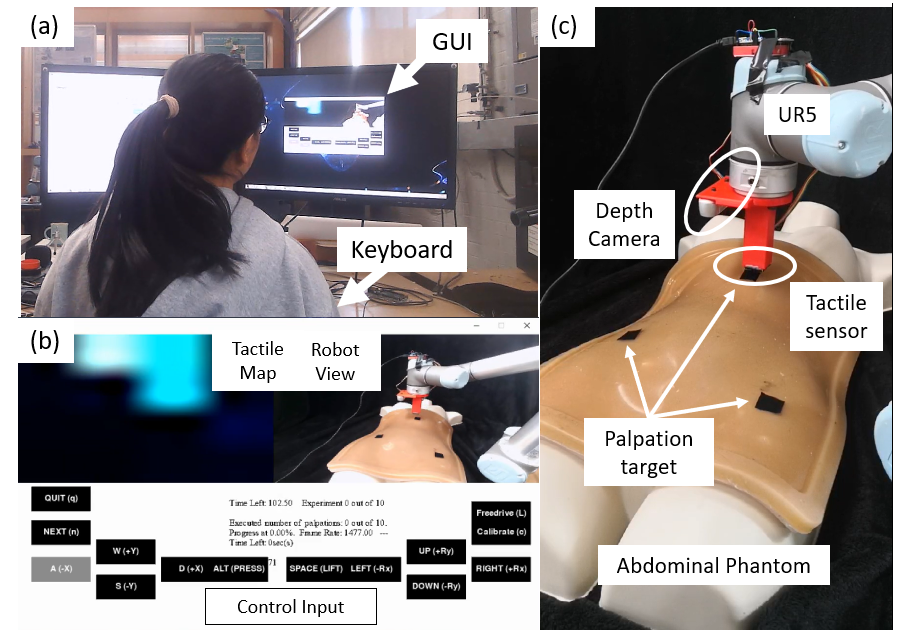 (a)
GUI
Keyboard
(b)
Tactile
Map
Robot
View
QUIT (q)
NEXT (n)
A (-X)
W (+Y)
S (-Y)
D (+X)
ALT (PRESS)
Time Left: 102.50 Experiment 0 out of 10
Executed number of palpations: 0 out of 10.
Progress at 0.00%. Frame Rate: 1477.00 ---
Time Left: 0sec(s)
71
SPACE (LIFT)
LEFT (-Rx)
UP (+Ry)
DOWN (-Ry)
Freedrive (L)
Calibrate (c)
RIGHT (+Rx)
Control Input
(c)
UR5
Depth
Camera
Tactile
sensor
Palpation
target
Abdominal Phantom